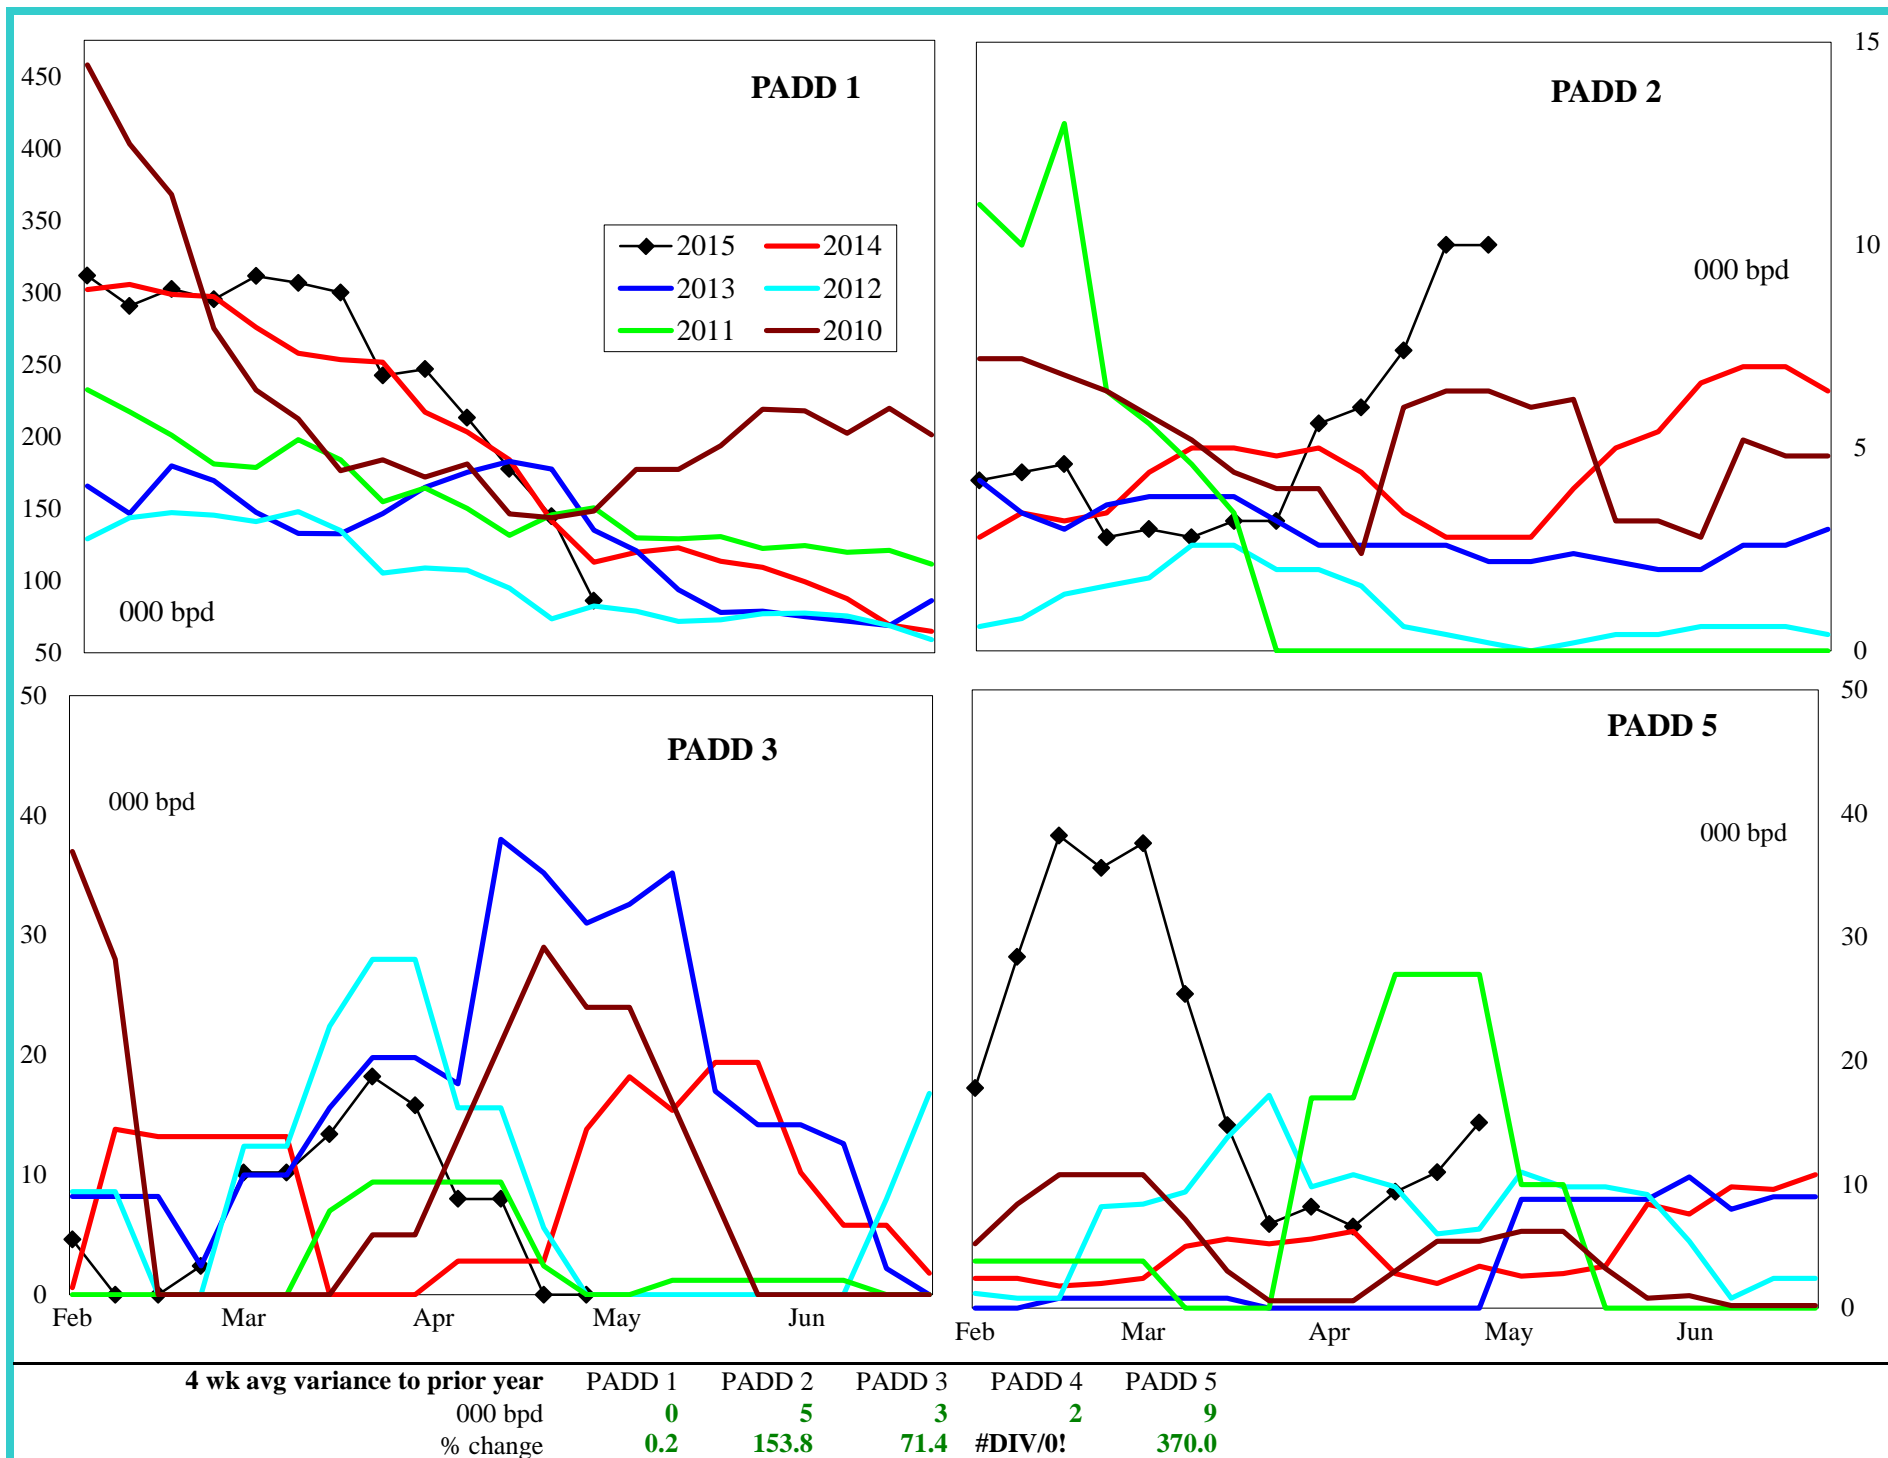 PADD 1
450
400
350
300
250
200
150
100
50
000 bpd
2015 2014
2013 2012
2011 2010
PADD 2
15
10
5
0
000 bpd
PADD 3
50
40
30
20
10
0
000 bpd
Feb Mar Apr May Jun
PADD 5
50
40
30
20
10
0
000 bpd
Feb Mar Apr May Jun
4 wk avg variance to prior year PADD 1 PADD 2 PADD 3 PADD 4 PADD 5
000 bpd 0 5 3 2 9
% change 0.2 153.8 71.4 #DIV/0! 370.0